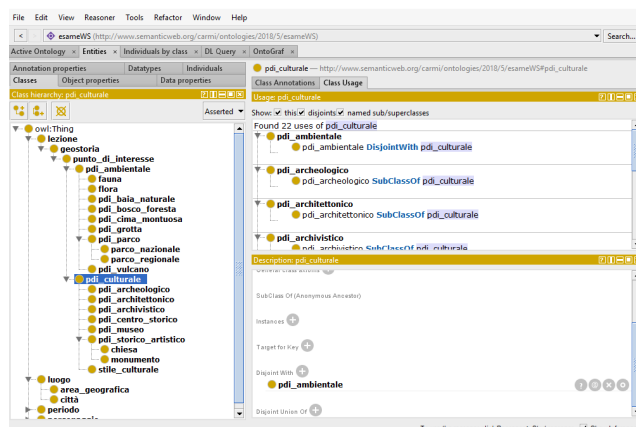 File Edit View Reasoner Tools Refactor Window Help
esameWS (http://www.semanticweb.org/carmi/ontologies/2018/5/esameWS)
Search...
Active Ontology × Entities × Individuals by class × DL Query × OntoGraf ×
Annotation properties Datatypes Individuals
Classes Object properties Data properties
Class hierarchy: pdi_culturale
Asserted
owl:Thing
lezione
geostoria
punto_di_interesse
pdi_ambientale
fauna
flora
pdi_baia_naturale
pdi_bosco_foresta
pdi_cima_montuosa
pdi_grotta
pdi_parco
parco_nazionale
parco_regionale
pdi_vulcano
pdi_culturale
pdi_archeologico
pdi_architettonico
pdi_archivistico
pdi_centro_storico
pdi_museo
pdi_storico_artistico
chiesa
monumento
stile_culturale
luogo
area_geografica
città
periodo
pdi_culturale — http://www.semanticweb.org/carmi/ontologies/2018/5/esameWS#pdi_culturale
Class Annotations Class Usage
Usage: pdi_culturale
Show: this disjoints named sub/superclasses
Found 22 uses of pdi_culturale
pdi_ambientale
pdi_ambientale DisjointWith pdi_culturale
pdi_archeologico
pdi_archeologico SubClassOf pdi_culturale
pdi_architettonico
pdi_architettonico SubClassOf pdi_culturale
pdi_archivistico
pdi_archivistico SubClassOf pdi_culturale
Description: pdi_culturale
General class axioms
SubClass Of (Anonymous Ancestor)
Instances
Target for Key
Disjoint With
pdi_ambientale
Disjoint Union Of